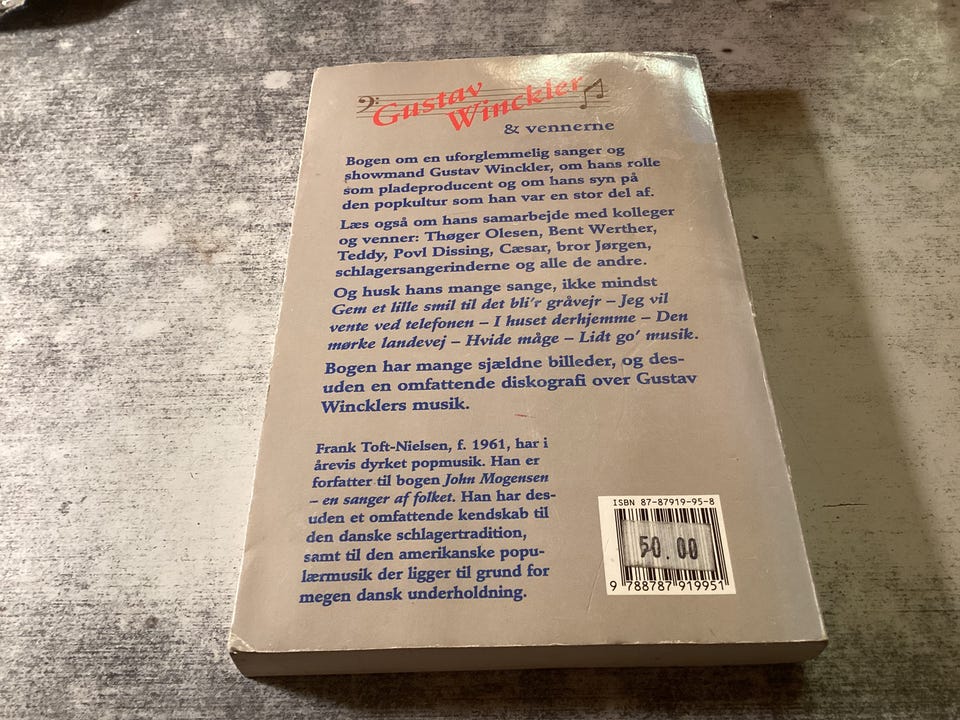 Gustav
Winckler
& vennerne
Bogen om en uforglemmelig sanger og
showmand Gustav Winckler, om hans rolle
som pladeproducent og om hans syn på
den popkultur som han var en stor del af.
Læs også om hans samarbejde med kolleger
og venner: Thøger Olesen, Bent Werther,
Teddy, Povl Dissing, Cæsar, bror Jørgen,
schlagersangerinderne og alle de andre.
Og husk hans mange sange, ikke mindst
Gem et lille smil til det bli'r gråvejr – Jeg vil
vente ved telefonen – I huset derhjemme – Den
mørke landevej – Hvide måge – Lidt go' musik.
Bogen har mange sjældne billeder, og des-
uden en omfattende diskografi over Gustav
Wincklers musik.
Frank Toft-Nielsen, f. 1961, har i
årevis dyrket popmusik. Han er
forfatter til bogen John Mogensen
– en sanger af folket. Han har des-
uden et omfattende kendskab til
den danske schlagertradition,
samt til den amerikanske popu-
lærmusik der ligger til grund for
megen dansk underholdning.
ISBN 87-87919-95-8
50.00
9 788787 919951